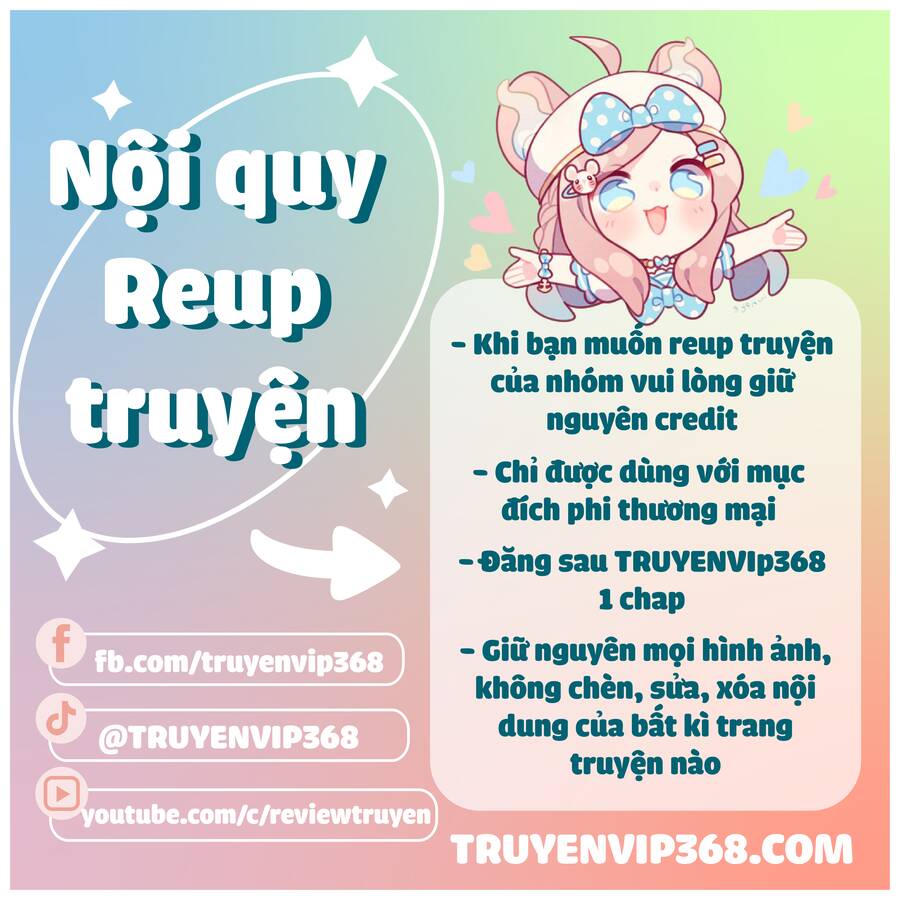 Nội quy
Reup
truyện
- Khi bạn muốn reup truyện
của nhóm vui lòng giữ
nguyên credit
- Chỉ được dùng với mục
đích phi thương mại
- Đăng sau TRUYENVIp368
1 chap
- Giữ nguyên mọi hình ảnh,
không chèn, sửa, xóa nội
dung của bất kì trang
truyện nào
fb.com/truyenvip368
@TRUYENVIP368
youtube.com/c/reviewtruyen
TRUYENVIP368.COM